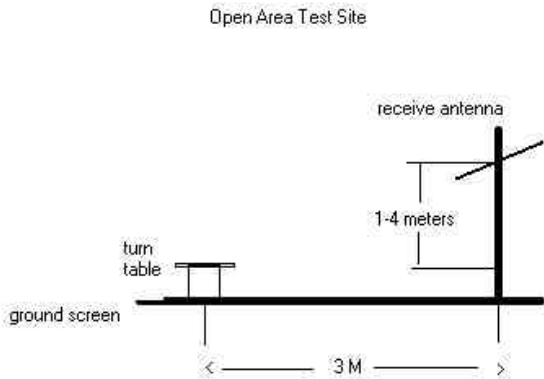 Open Area Test Site
receive antenna
1-4 meters
turn
table
ground screen
3 M